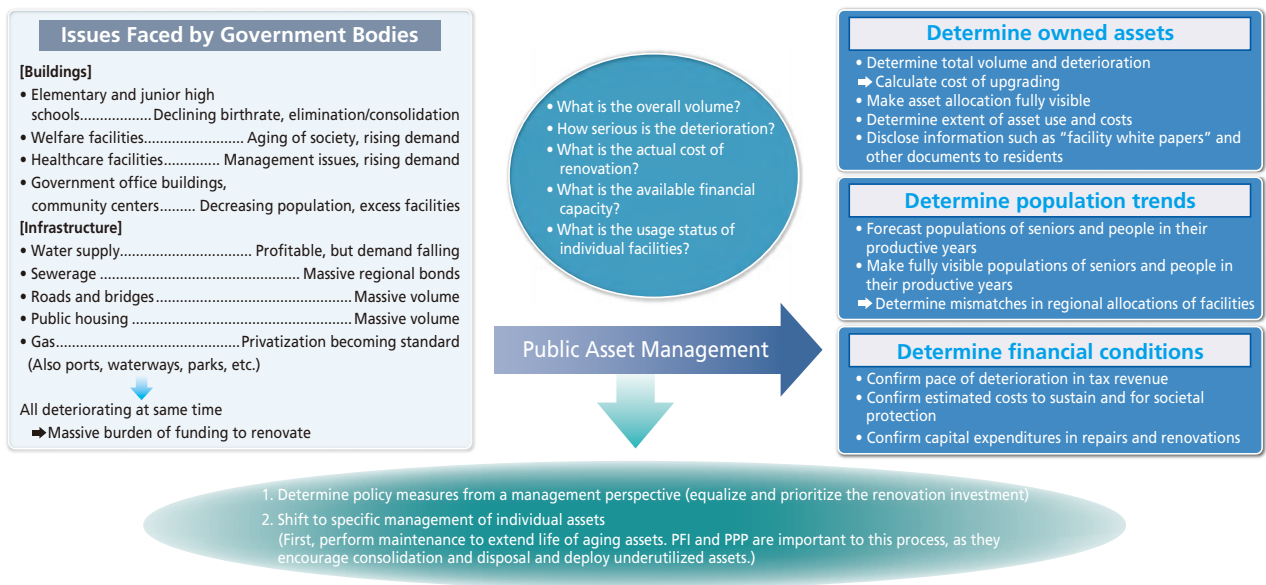 Issues Faced by Government Bodies
[Buildings]
• Elementary and junior high
schools.................Declining birthrate, elimination/consolidation
• Welfare facilities......................... Aging of society, rising demand
• Healthcare facilities.............. Management issues, rising demand
• Government office buildings,
community centers......... Decreasing population, excess facilities
[Infrastructure]
• Water supply................................. Profitable, but demand falling
• Sewerage .................................................. Massive regional bonds
• Roads and bridges................................................. Massive volume
• Public housing ....................................................... Massive volume
• Gas..............................................Privatization becoming standard
(Also ports, waterways, parks, etc.)
All deteriorating at same time
➡Massive burden of funding to renovate
• What is the overall volume?
• How serious is the deterioration?
• What is the actual cost of
renovation?
• What is the available financial
capacity?
• What is the usage status of
individual facilities?
Public Asset Management
Determine owned assets
• Determine total volume and deterioration
➡ Calculate cost of upgrading
• Make asset allocation fully visible
• Determine extent of asset use and costs
• Disclose information such as “facility white papers” and
other documents to residents
Determine population trends
• Forecast populations of seniors and people in their
productive years
• Make fully visible populations of seniors and people in
their productive years
➡ Determine mismatches in regional allocations of facilities
Determine financial conditions
• Confirm pace of deterioration in tax revenue
• Confirm estimated costs to sustain and for societal
protection
• Confirm capital expenditures in repairs and renovations
1. Determine policy measures from a management perspective (equalize and prioritize the renovation investment)
2. Shift to specific management of individual assets
(First, perform maintenance to extend life of aging assets. PFI and PPP are important to this process, as they
encourage consolidation and disposal and deploy underutilized assets.)